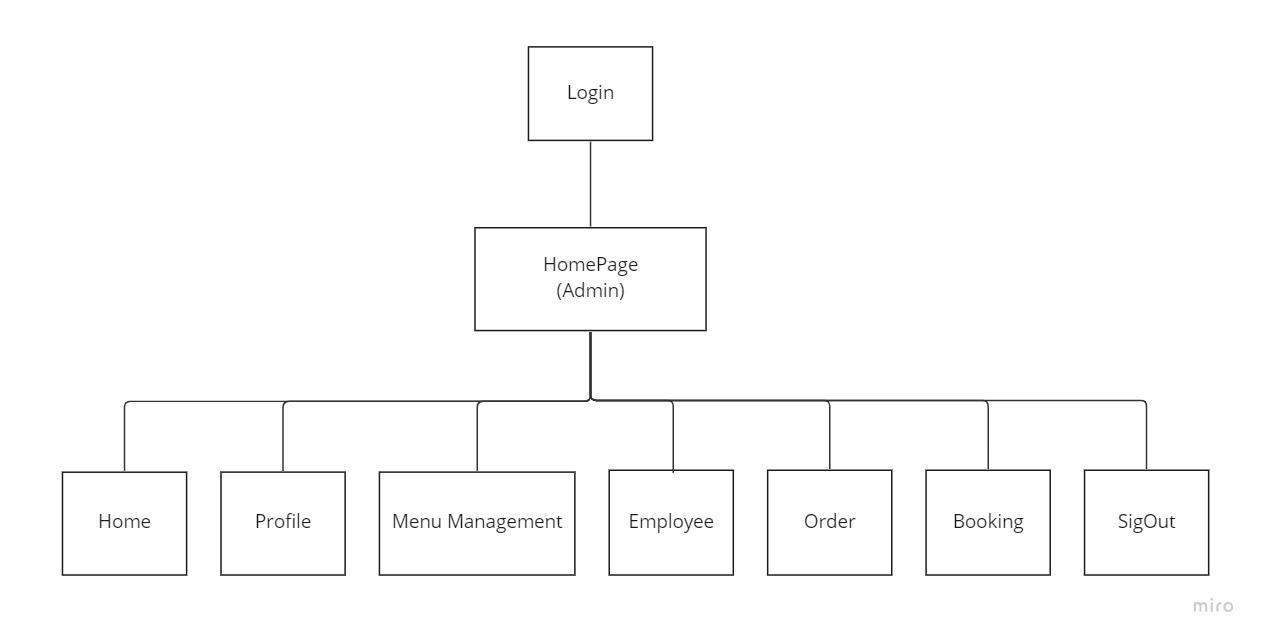 Login
HomePage
(Admin)
Home
Profile
Menu Management
Employee
Order
Booking
SigOut
miro